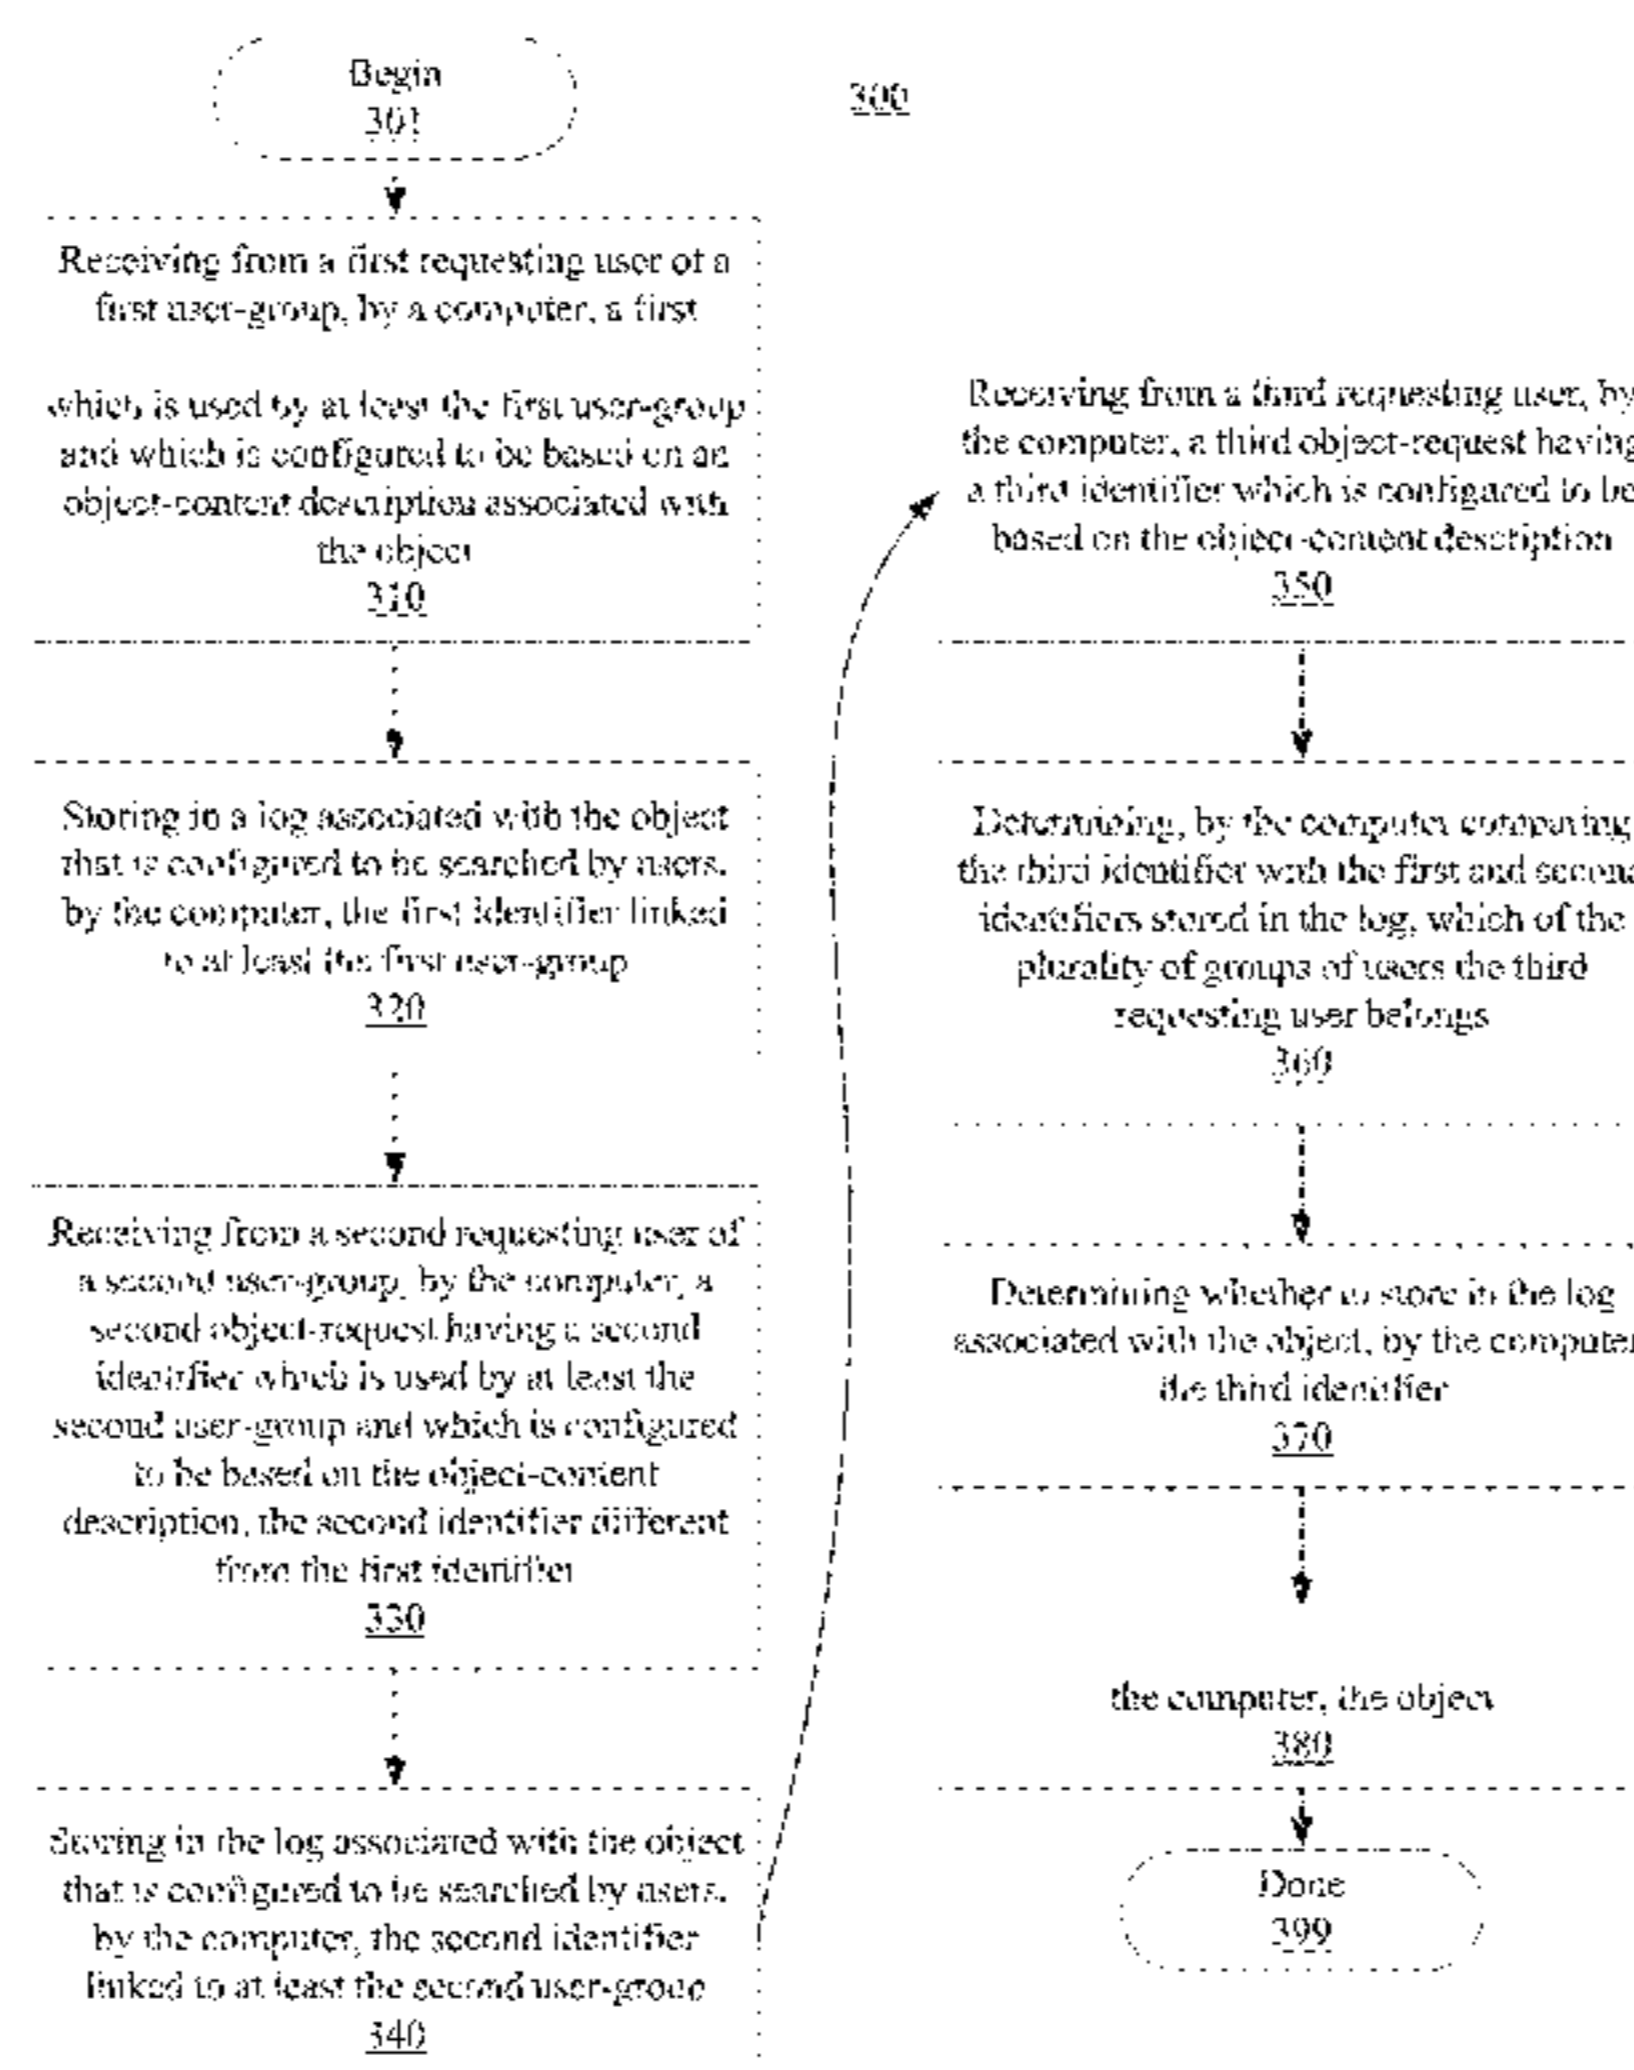 Begin
301
300
Receiving from a first requesting user of a
first user-group, by a computer, a first
which is used by at least the first user-group
and which is configured to be based on an
object-content description associated with
the object
310
Storing in a log associated with the object
that is configured to be searched by users,
by the computer, the first identifier linked
to at least the first user-group
320
Receiving from a second requesting user of
a second user-group, by the computer, a
second object-request having a second
identifier which is used by at least the
second user-group and which is configured
to be based on the object-content
description, the second identifier different
from the first identifier
330
Storing in the log associated with the object
that is configured to be searched by users,
by the computer, the second identifier
linked to at least the second user-group
340
Receiving from a third requesting user, by
the computer, a third object-request having
a third identifier which is configured to be
based on the object-content description
350
Determining, by the computer comparing
the third identifier with the first and second
identifiers stored in the log, which of the
plurality of groups of users the third
requesting user belongs
360
Determining whether to store in the log
associated with the object, by the computer
the third identifier
370
the computer, the object
380
Done
399